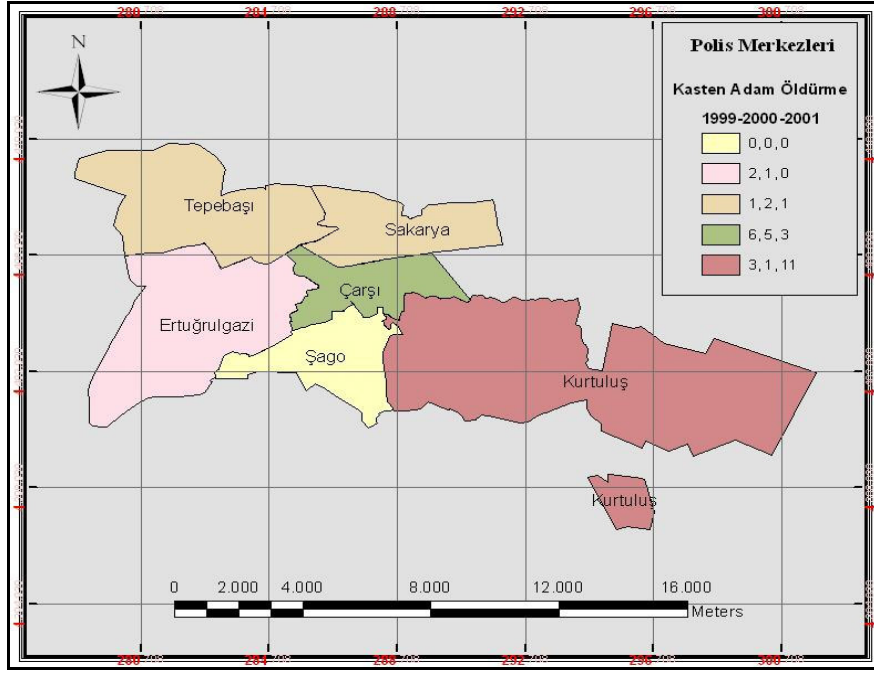 280 284 288 292 296 300
N
Polis Merkezleri
Kasten Adam Öldürme
1999-2000-2001
0,0,0
2,1,0
1,2,1
6,5,3
3,1,11
Tepebaşı
Sakarya
Çarşı
Ertuğrulgazi
Şago
Kurtuluş
Kurtuluş
0 2.000 4.000 8.000 12.000 16.000
Meters
280 284 288 292 296 300